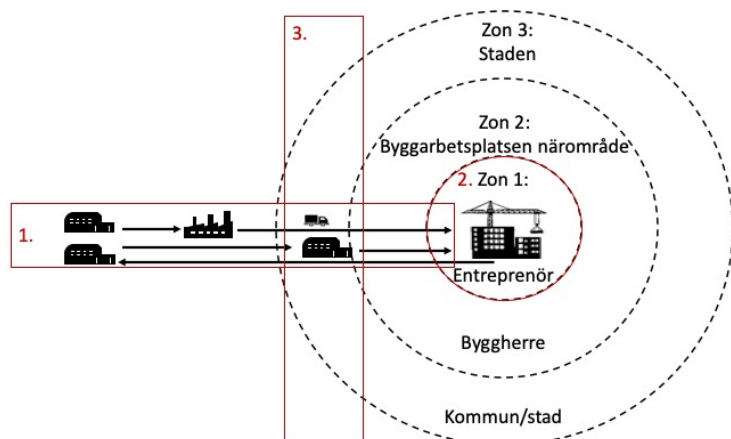 3.
Zon 3:
Staden
Zon 2:
Byggarbetsplatsen närområde
2. Zon 1:
1.
Entreprenör
Byggherre
Kommun/stad